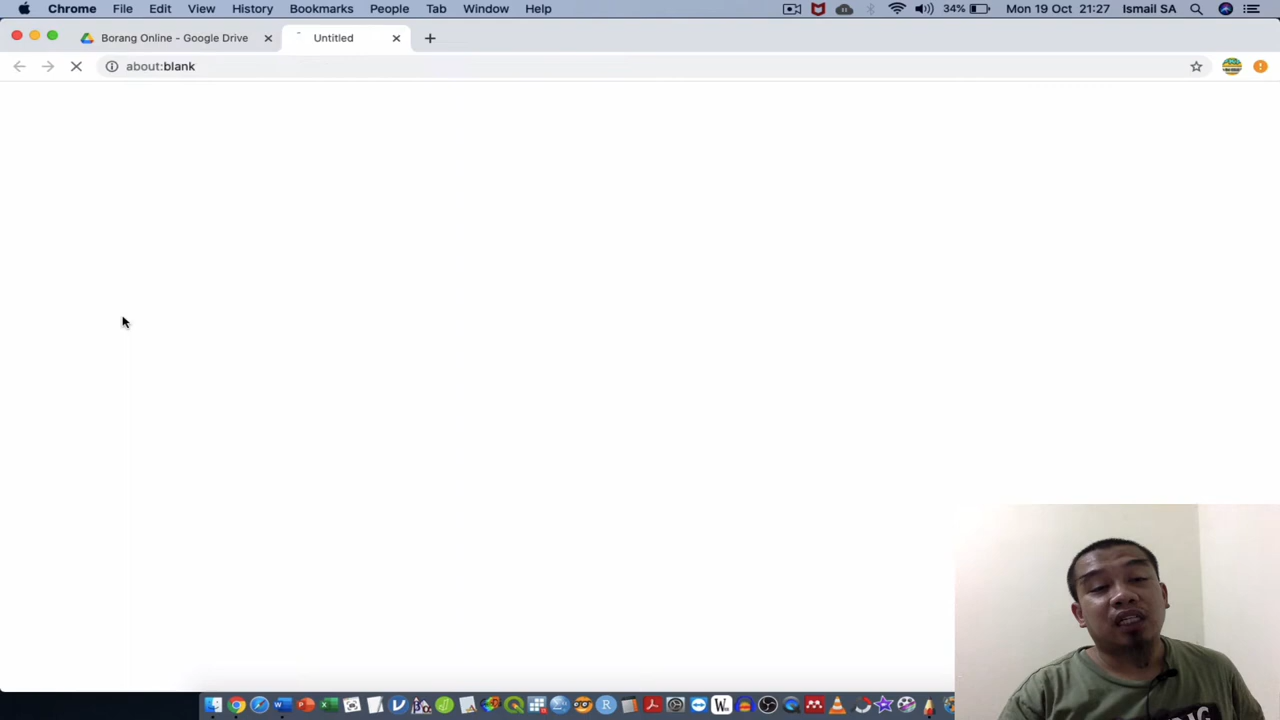 Chrome File Edit View History Bookmarks People Tab Window Help 34% Mon 19 Oct 21:27 Ismail SA
Borang Online - Google Drive Untitled
about:blank